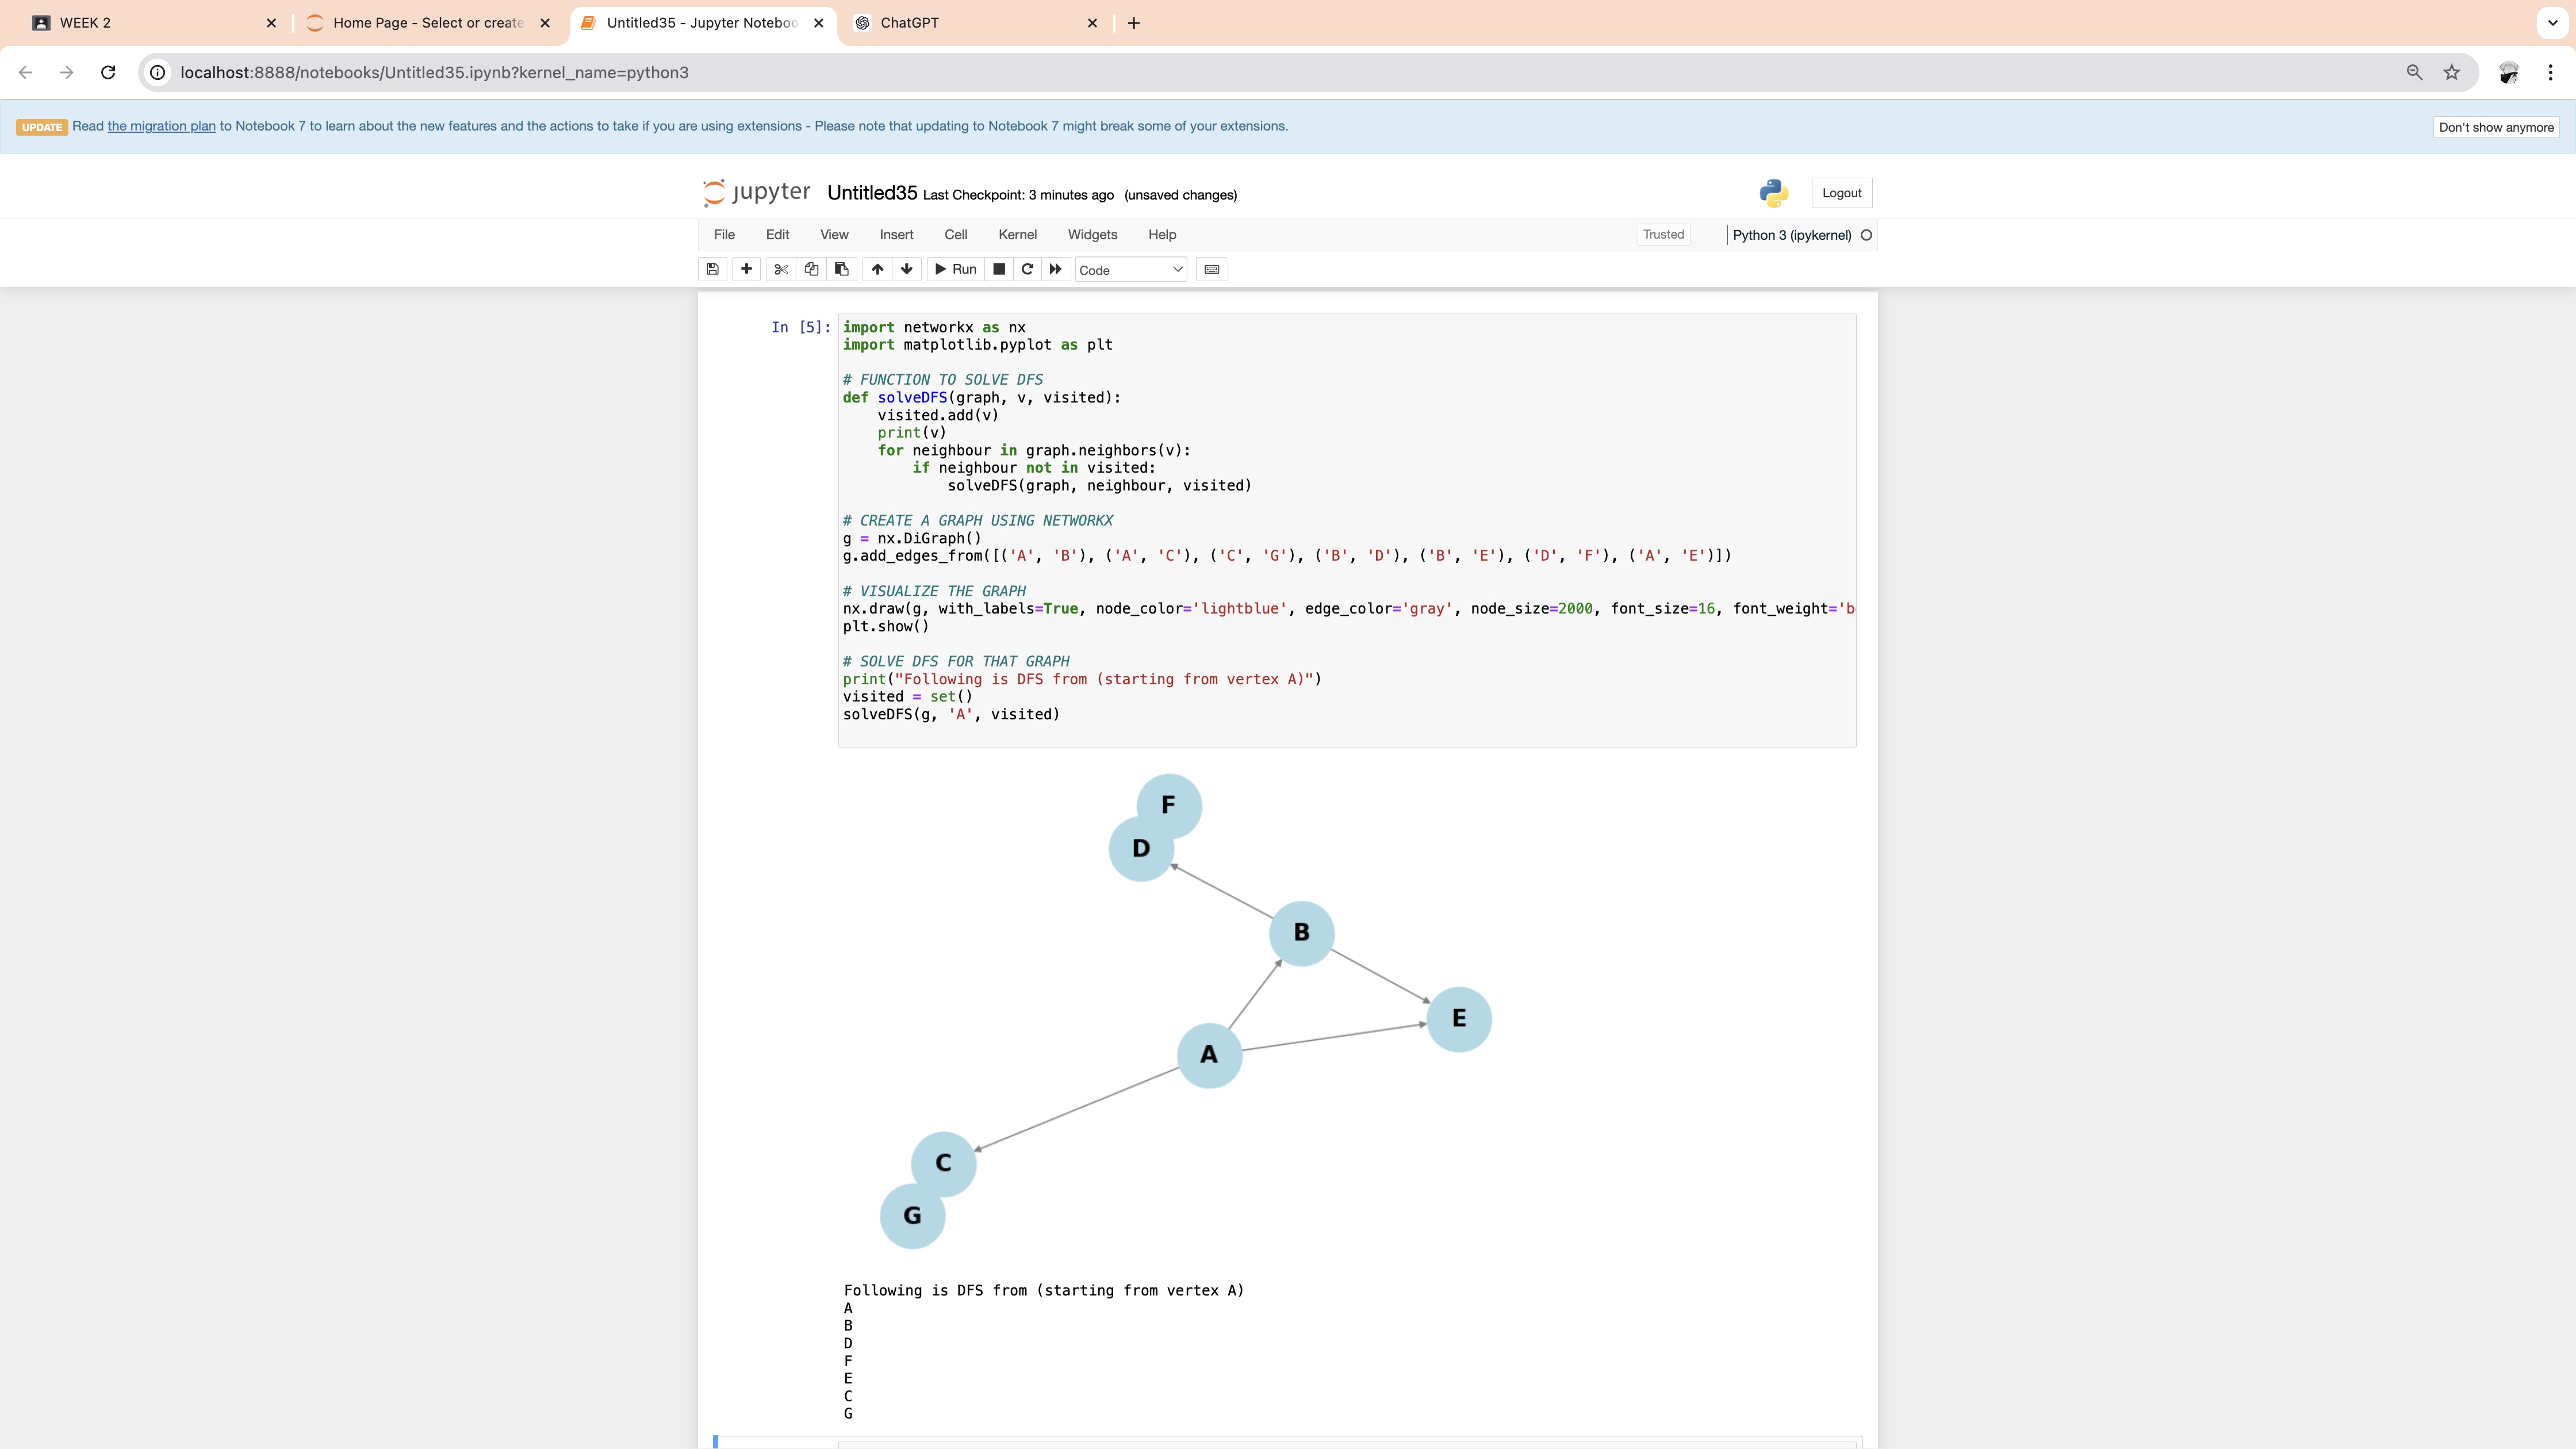 WEEK 2
Home Page - Select or create
Untitled35 - Jupyter Noteboo
ChatGPT
localhost:8888/notebooks/Untitled35.ipynb?kernel_name=python3
UPDATE Read the migration plan to Notebook 7 to learn about the new features and the actions to take if you are using extensions - Please note that updating to Notebook 7 might break some of your extensions.
Don't show anymore
jupyter Untitled35 Last Checkpoint: 3 minutes ago (unsaved changes)
Logout
File Edit View Insert Cell Kernel Widgets Help
Trusted
Python 3 (ipykernel)
Run
Code
In [5]:
import networkx as nx
import matplotlib.pyplot as plt
# FUNCTION TO SOLVE DFS
def solveDFS(graph, v, visited):
    visited.add(v)
    print(v)
    for neighbour in graph.neighbors(v):
        if neighbour not in visited:
            solveDFS(graph, neighbour, visited)
# CREATE A GRAPH USING NETWORKX
g = nx.DiGraph()
g.add_edges_from([('A', 'B'), ('A', 'C'), ('C', 'G'), ('B', 'D'), ('B', 'E'), ('D', 'F'), ('A', 'E')])
# VISUALIZE THE GRAPH
nx.draw(g, with_labels=True, node_color='lightblue', edge_color='gray', node_size=2000, font_size=16, font_weight='b
plt.show()
# SOLVE DFS FOR THAT GRAPH
print("Following is DFS from (starting from vertex A)")
visited = set()
solveDFS(g, 'A', visited)
F
D
B
E
A
C
G
Following is DFS from (starting from vertex A)
A
B
D
F
E
C
G